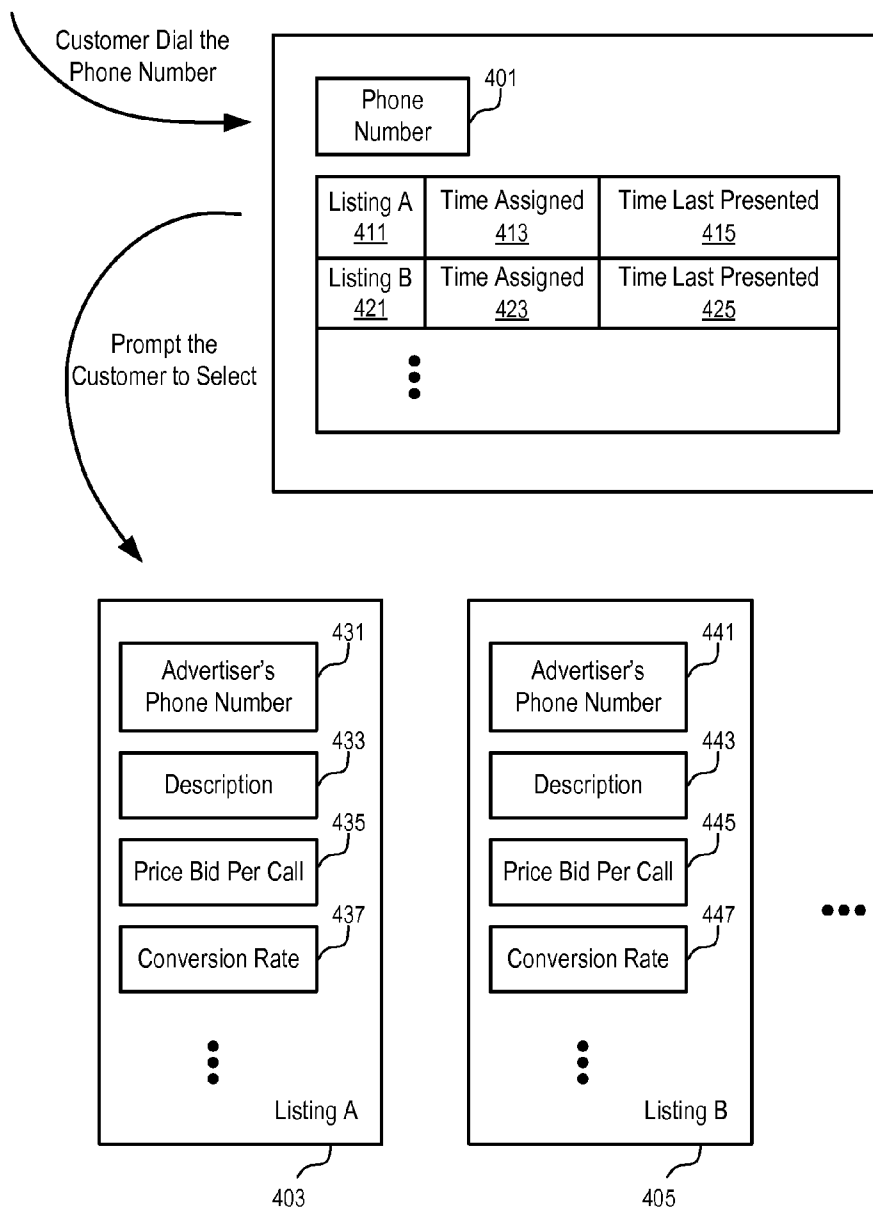 Customer Dial the
Phone Number
401
Phone
Number
Listing A Time Assigned Time Last Presented
411 413 415
Listing B Time Assigned Time Last Presented
421 423 425
Prompt the
Customer to Select
431
Advertiser's
Phone Number
433
Description
435
Price Bid Per Call
437
Conversion Rate
Listing A
403
441
Advertiser's
Phone Number
443
Description
445
Price Bid Per Call
447
Conversion Rate
Listing B
405